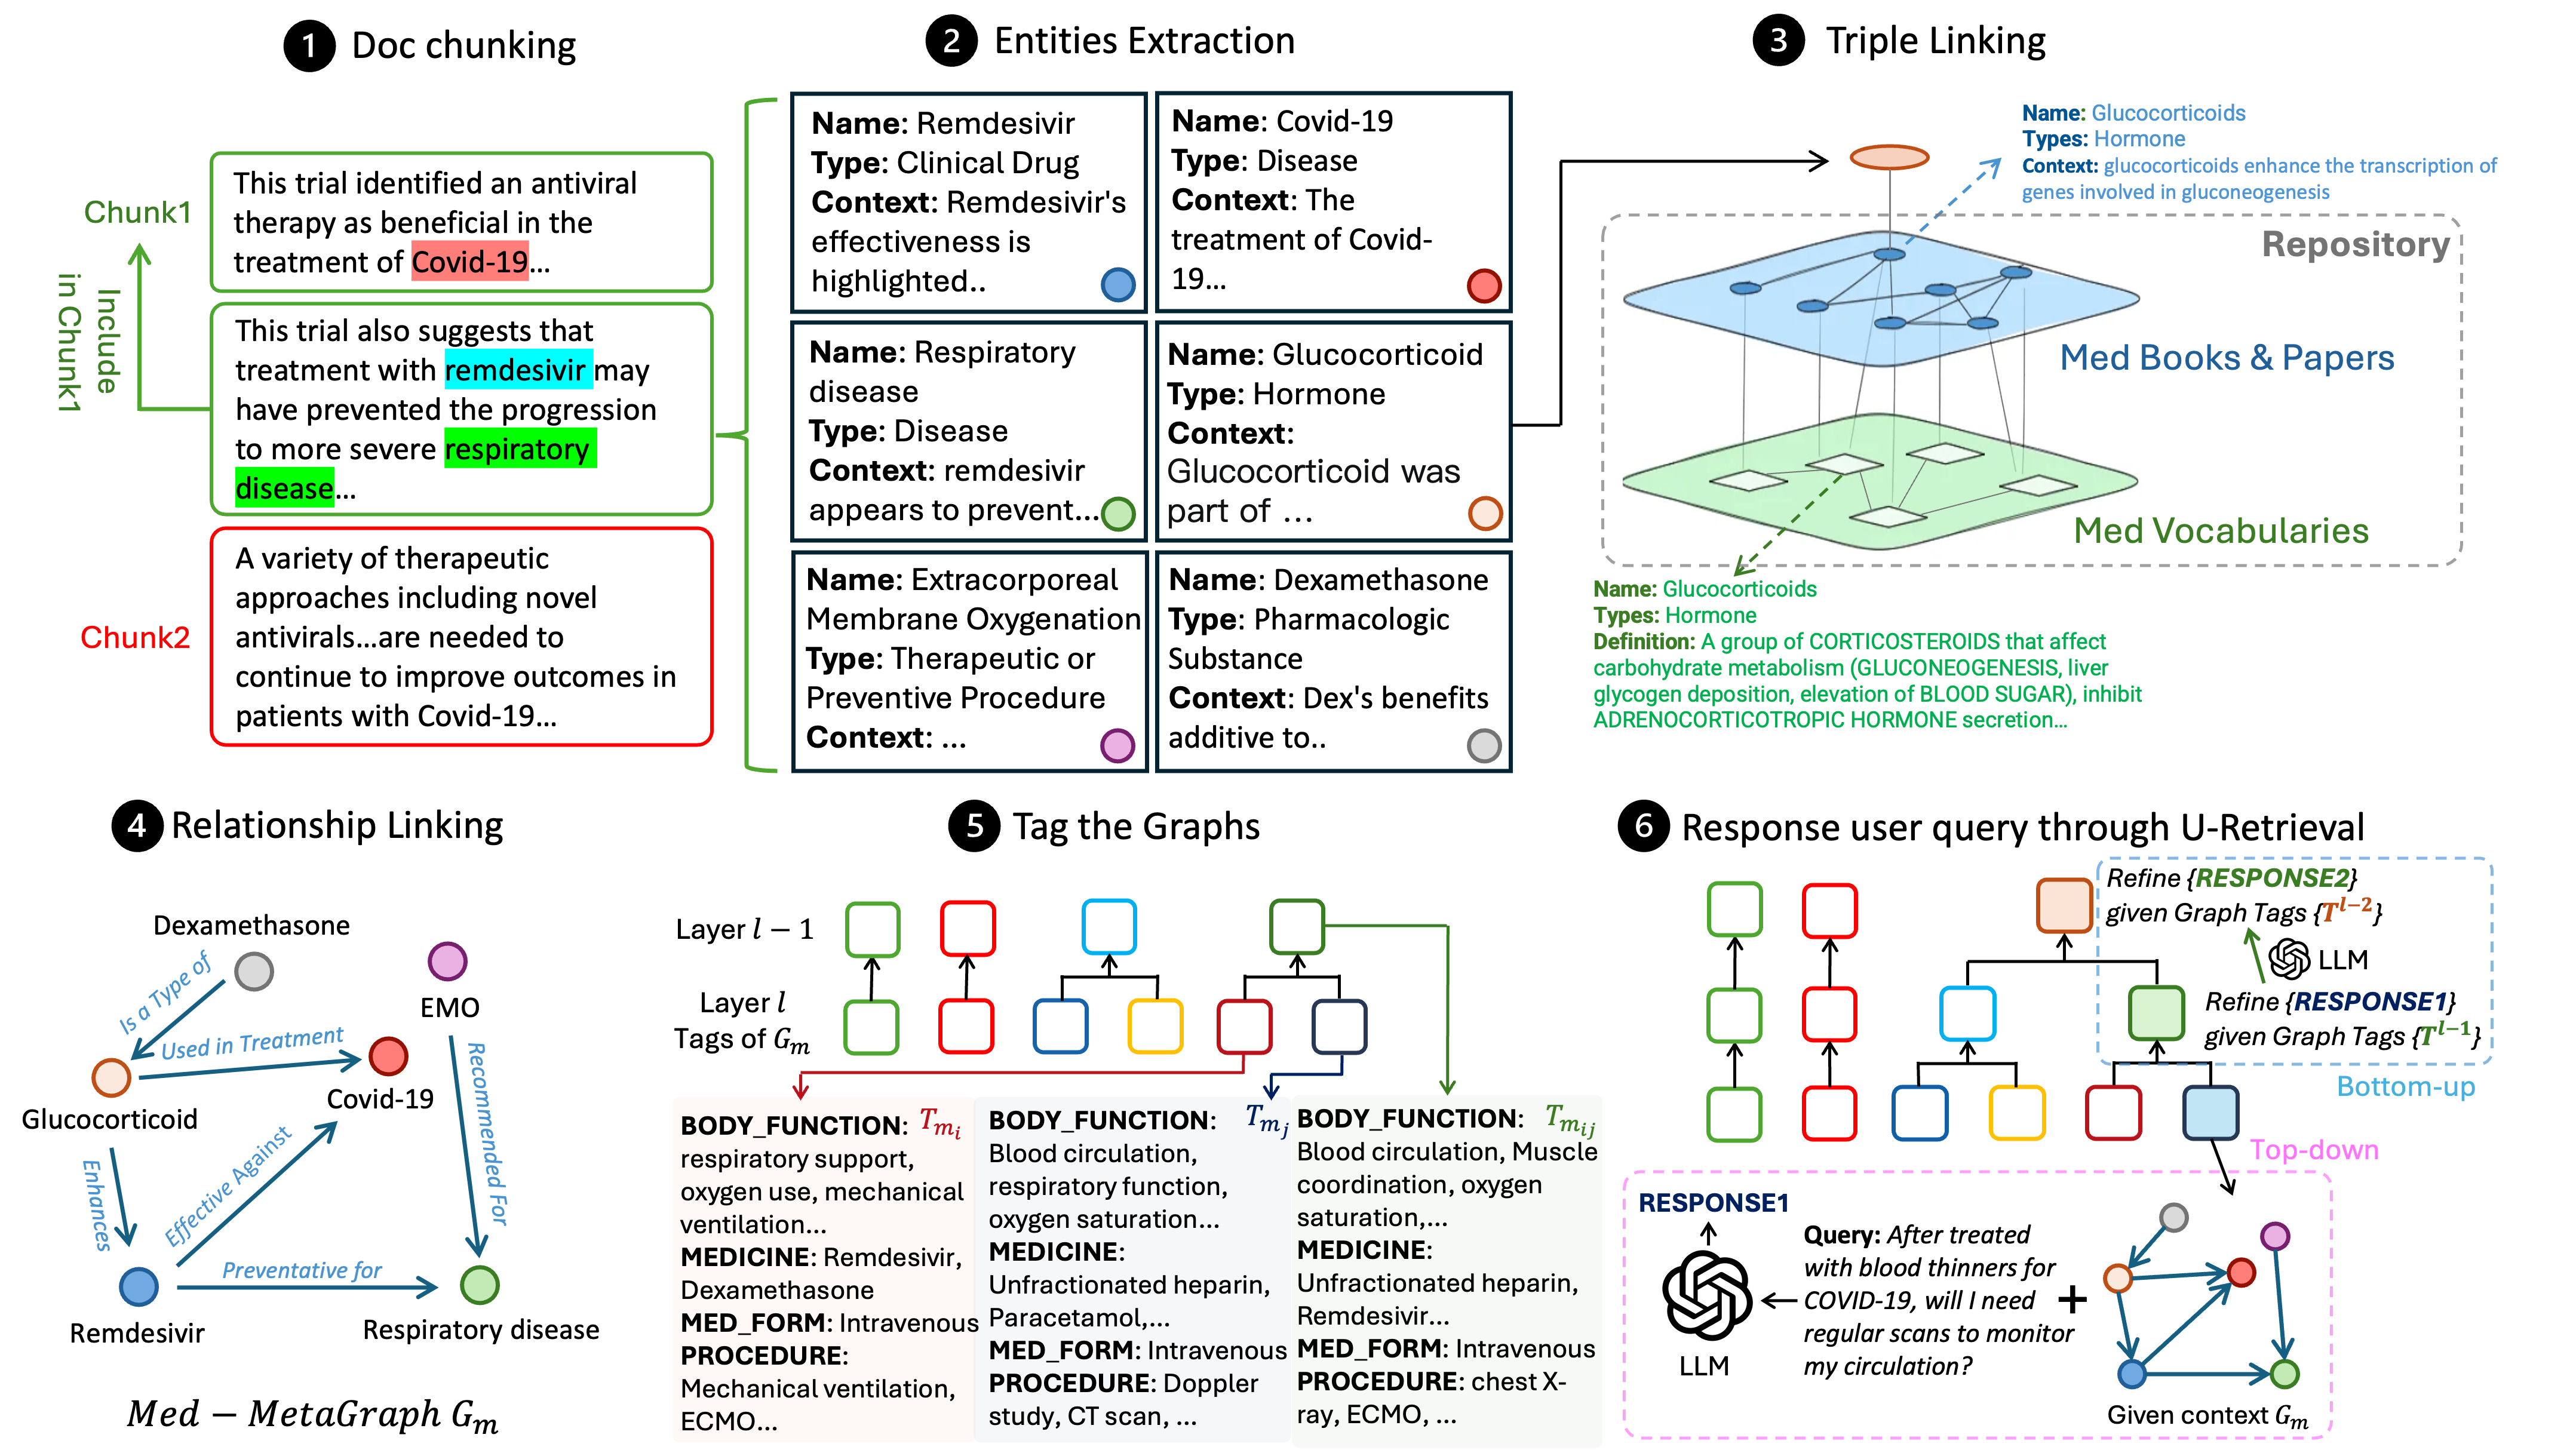 1 Doc chunking
Chunk1
Include
in Chunk1
This trial identified an antiviral
therapy as beneficial in the
treatment of Covid-19...
This trial also suggests that
treatment with remdesivir may
have prevented the progression
to more severe respiratory
disease...
Chunk2
A variety of therapeutic
approaches including novel
antivirals...are needed to
continue to improve outcomes in
patients with Covid-19...
2 Entities Extraction
Name: Remdesivir
Type: Clinical Drug
Context: Remdesivir's
effectiveness is
highlighted..
Name: Covid-19
Type: Disease
Context: The
treatment of Covid-
19...
Name: Respiratory
disease
Type: Disease
Context: remdesivir
appears to prevent...
Name: Glucocorticoid
Type: Hormone
Context:
Glucocorticoid was
part of ...
Name: Extracorporeal
Membrane Oxygenation
Type: Therapeutic or
Preventive Procedure
Context: ...
Name: Dexamethasone
Type: Pharmacologic
Substance
Context: Dex's benefits
additive to..
3 Triple Linking
Name: Glucocorticoids
Types: Hormone
Context: glucocorticoids enhance the transcription of
genes involved in gluconeogenesis
Repository
Med Books & Papers
Med Vocabularies
Name: Glucocorticoids
Types: Hormone
Definition: A group of CORTICOSTEROIDS that affect
carbohydrate metabolism (GLUCONEOGENESIS, liver
glycogen deposition, elevation of BLOOD SUGAR), inhibit
ADRENOCORTICOTROPIC HORMONE secretion...
4 Relationship Linking
Dexamethasone
EMO
Is a Type of
Used in Treatment
Covid-19
Glucocorticoid
Recommended For
Enhances
Effective Against
Preventative for
Remdesivir
Respiratory disease
Med − MetaGraph G_m
5 Tag the Graphs
Layer l − 1
Layer l
Tags of G_m
BODY_FUNCTION: T_{m_i}
respiratory support,
oxygen use, mechanical
ventilation...
MEDICINE: Remdesivir,
Dexamethasone
MED_FORM: Intravenous
PROCEDURE:
Mechanical ventilation,
ECMO...
BODY_FUNCTION: T_{m_j}
Blood circulation,
respiratory function,
oxygen saturation...
MEDICINE:
Unfractionated heparin,
Paracetamol,...
MED_FORM: Intravenous
PROCEDURE: Doppler
study, CT scan, ...
BODY_FUNCTION: T_{m_{ij}}
Blood circulation, Muscle
coordination, oxygen
saturation,...
MEDICINE:
Unfractionated heparin,
Remdesivir...
MED_FORM: Intravenous
PROCEDURE: chest X-
ray, ECMO, ...
6 Response user query through U-Retrieval
Refine {RESPONSE2}
given Graph Tags {T^{l−2}}
LLM
Refine {RESPONSE1}
given Graph Tags {T^{l−1}}
Bottom-up
Top-down
RESPONSE1
LLM
Query: After treated
with blood thinners for
COVID-19, will I need
regular scans to monitor
my circulation?
+
Given context G_m